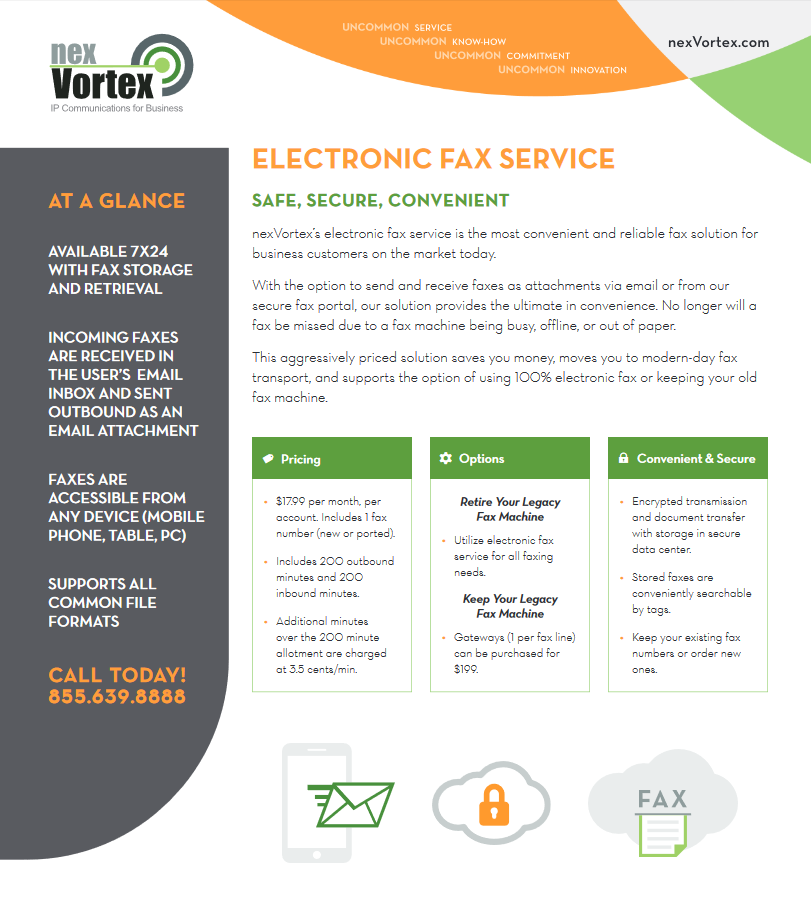 nex
Vortex
IP Communications for Business
UNCOMMON SERVICE
UNCOMMON KNOW-HOW
UNCOMMON COMMITMENT
UNCOMMON INNOVATION
nexVortex.com
AT A GLANCE
AVAILABLE 7X24
WITH FAX STORAGE
AND RETRIEVAL
INCOMING FAXES
ARE RECEIVED IN
THE USER'S EMAIL
INBOX AND SENT
OUTBOUND AS AN
EMAIL ATTACHMENT
FAXES ARE
ACCESSIBLE FROM
ANY DEVICE (MOBILE
PHONE, TABLE, PC)
SUPPORTS ALL
COMMON FILE
FORMATS
CALL TODAY!
855.639.8888
ELECTRONIC FAX SERVICE
SAFE, SECURE, CONVENIENT
nexVortex's electronic fax service is the most convenient and reliable fax solution for
business customers on the market today.
With the option to send and receive faxes as attachments via email or from our
secure fax portal, our solution provides the ultimate in convenience. No longer will a
fax be missed due to a fax machine being busy, offline, or out of paper.
This aggressively priced solution saves you money, moves you to modern-day fax
transport, and supports the option of using 100% electronic fax or keeping your old
fax machine.
Pricing
• $17.99 per month, per
account. Includes 1 fax
number (new or ported).
• Includes 200 outbound
minutes and 200
inbound minutes.
• Additional minutes
over the 200 minute
allotment are charged
at 3.5 cents/min.
Options
Retire Your Legacy
Fax Machine
• Utilize electronic fax
service for all faxing
needs.
Keep Your Legacy
Fax Machine
• Gateways (1 per fax line)
can be purchased for
$199.
Convenient & Secure
• Encrypted transmission
and document transfer
with storage in secure
data center.
• Stored faxes are
conveniently searchable
by tags.
• Keep your existing fax
numbers or order new
ones.
FAX